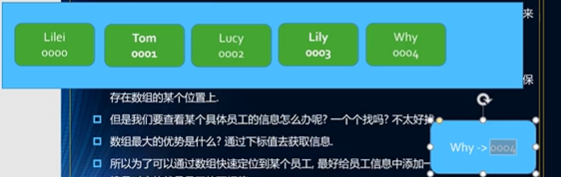 Lilei
0000
Tom
0001
Lucy
0002
Lily
0003
Why
0004
来
保
存在数组的某个位置上.
但是我们要查看某个具体员工的信息怎么办呢? 一个个找吗? 不太好找
数组最大的优势是什么? 通过下标值去获取信息.
所以为了可以通过数组快速定位到某个员工, 最好给员工信息中添加一
Why -> 0004